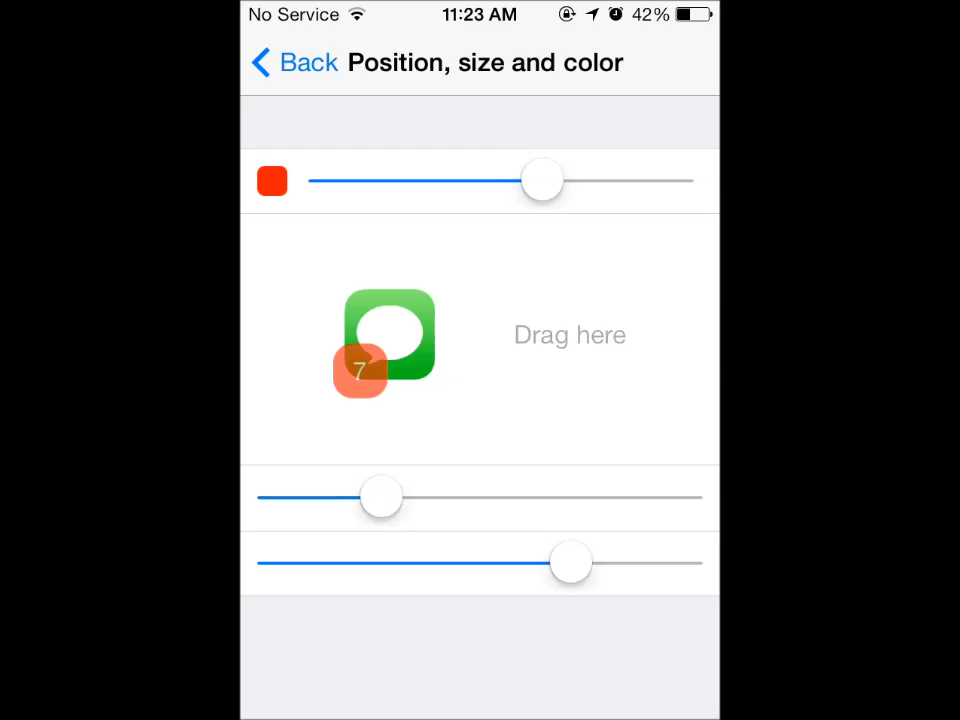 No Service 11:23 AM 42%
Back Position, size and color
Drag here
7